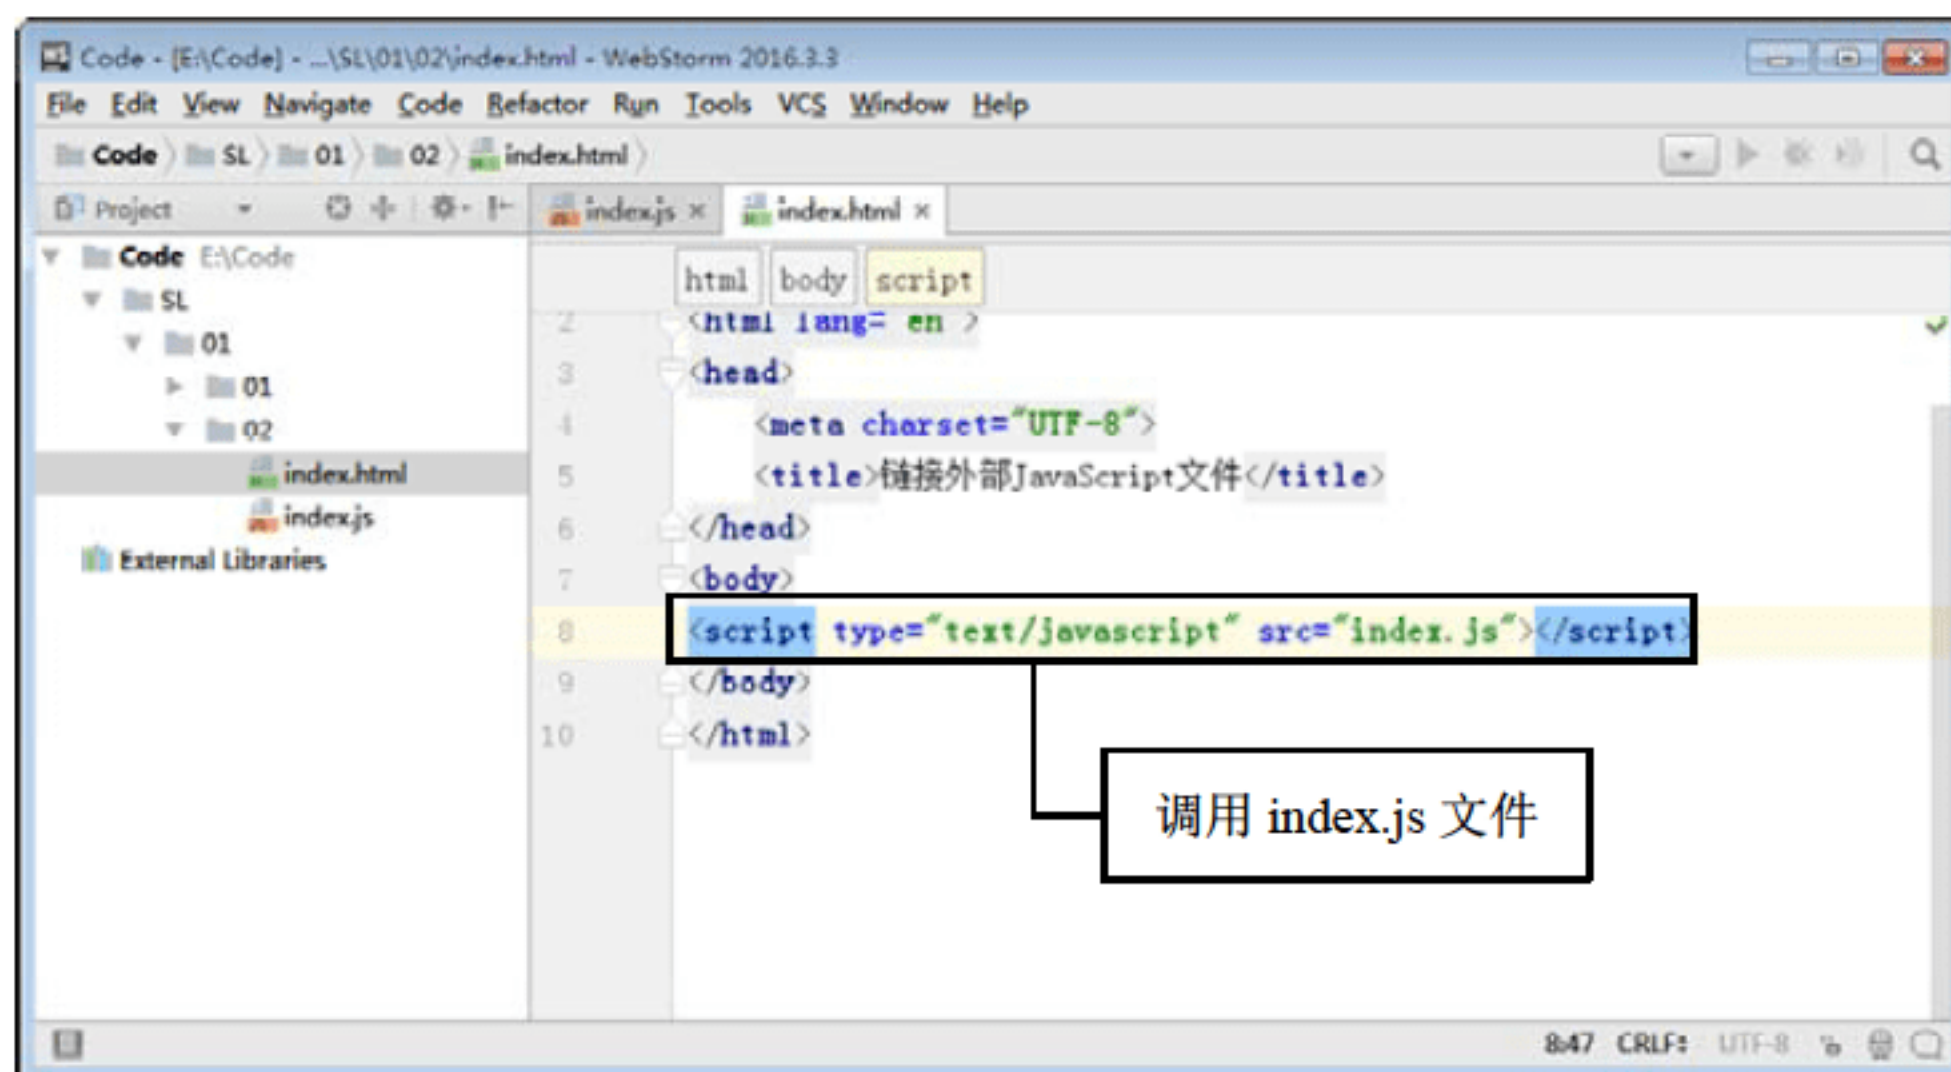 Code - [E:\Code] - ...\SL\01\02\index.html - WebStorm 2016.3.3
File Edit View Navigate Code Refactor Run Tools VCS Window Help
Code SL 01 02 index.html
Project
index.js × index.html ×
Code E:\Code
SL
01
01
02
index.html
index.js
External Libraries
html body script
2 <html lang="en">
3 <head>
4 <meta charset="UTF-8">
5 <title>链接外部JavaScript文件</title>
6 </head>
7 <body>
8 <script type="text/javascript" src="index.js"></script>
9 </body>
10 </html>
调用 index.js 文件
8:47 CRLF UTF-8